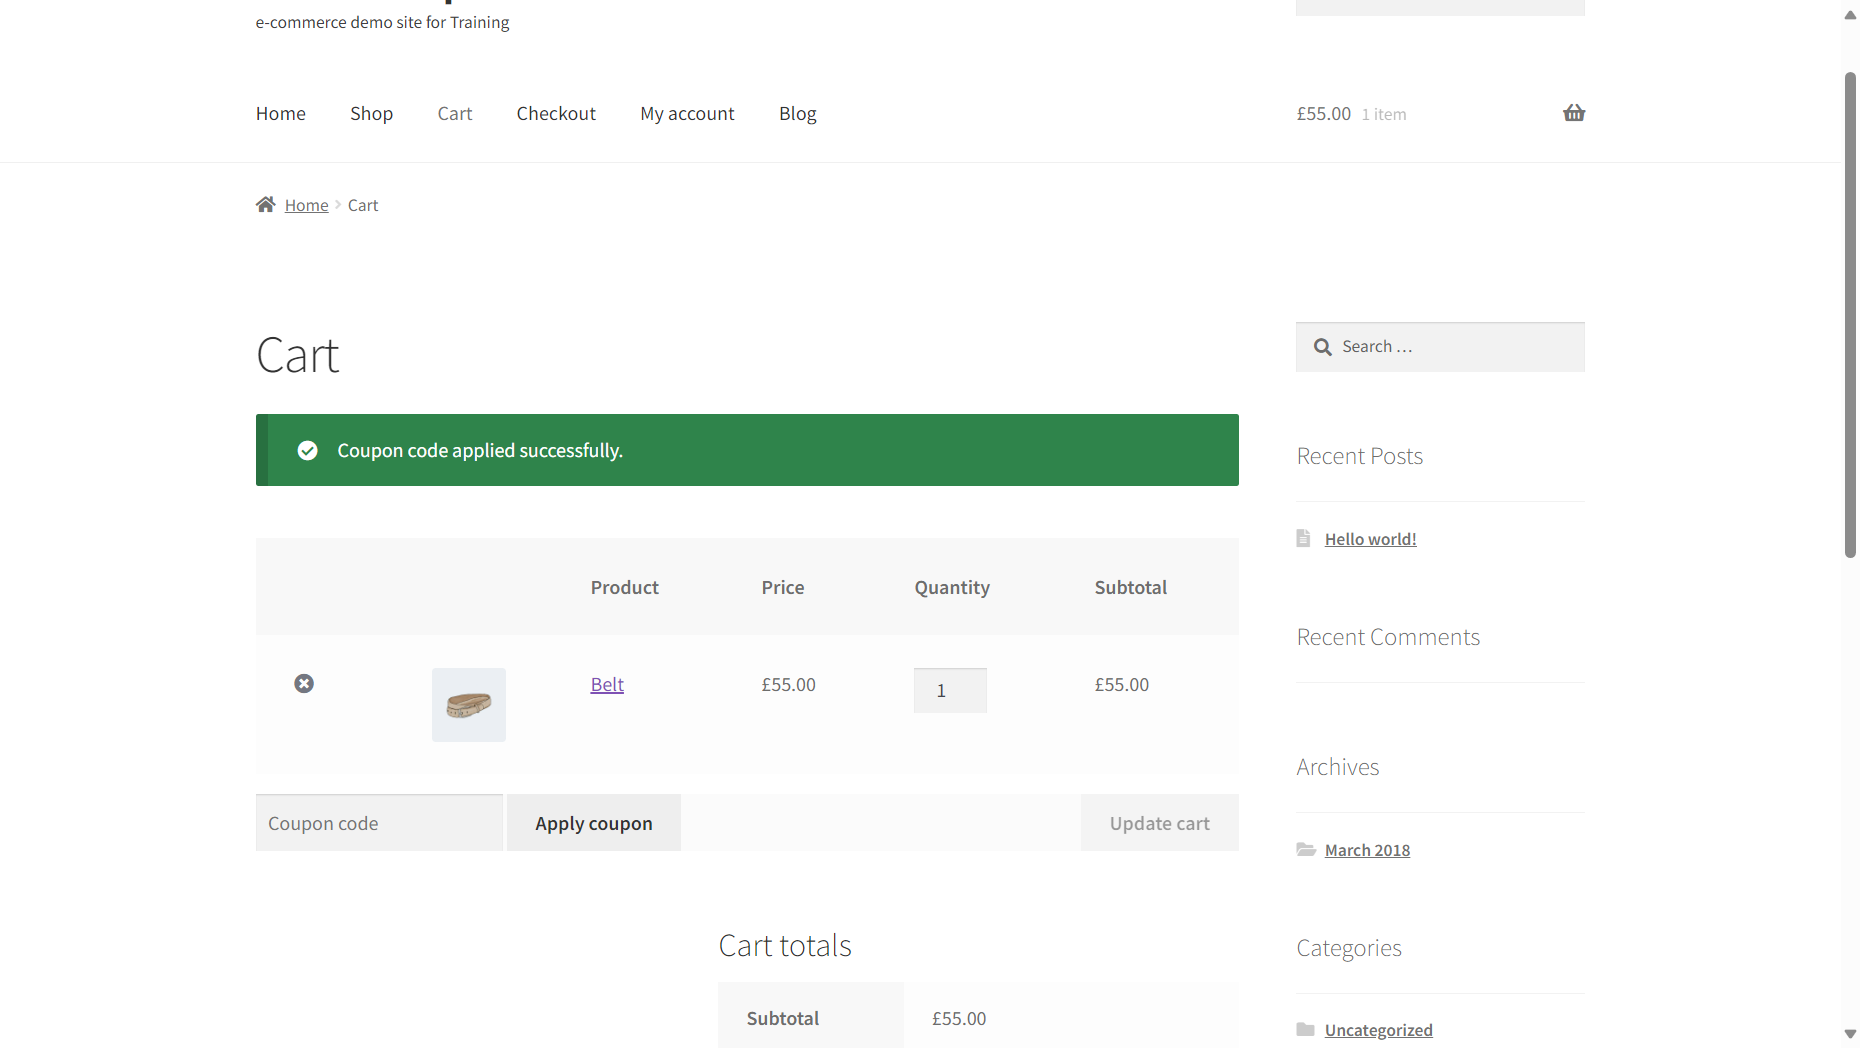 e-commerce demo site for Training
Home Shop Cart Checkout My account Blog
£55.00 1 item
Home Cart
Cart
Coupon code applied successfully.
Product Price Quantity Subtotal
Belt £55.00 1 £55.00
Coupon code Apply coupon Update cart
Cart totals
Subtotal £55.00
Search …
Recent Posts
Hello world!
Recent Comments
Archives
March 2018
Categories
Uncategorized